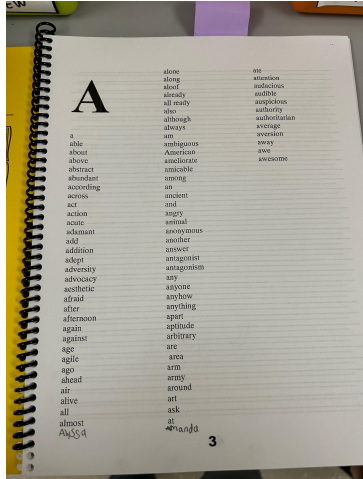 EW
A
a
able
about
above
abstract
abundant
according
across
act
action
acute
adamant
add
addition
adept
adversity
advocacy
aesthetic
afraid
after
afternoon
again
against
age
agile
ago
ahead
air
alive
all
almost
alone
along
aloof
already
all ready
also
although
always
am
ambiguous
American
ameliorate
amicable
among
an
ancient
and
angry
animal
anonymous
another
answer
antagonist
antagonism
any
anyone
anyhow
anything
apart
aptitude
arbitrary
are
area
arm
army
around
art
ask
at
amanda
ate
attention
audacious
audible
auspicious
authority
authoritarian
average
aversion
away
awe
awesome
3